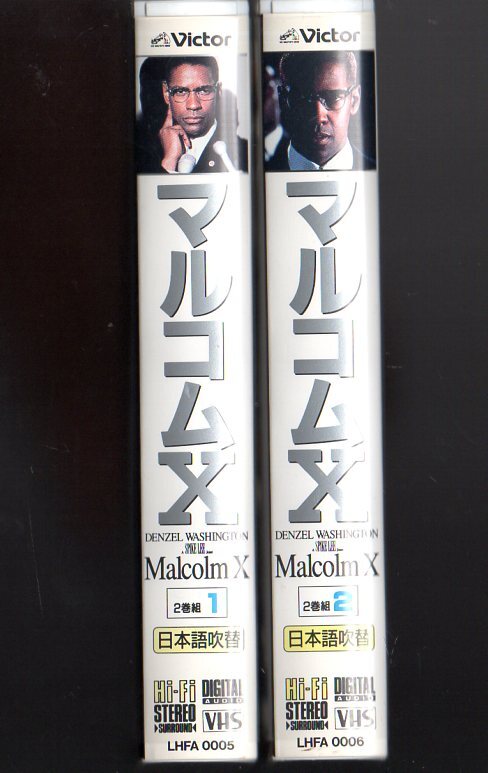 Victor
マルコムX
DENZEL WASHINGTON
A SPIKE LEE Joint
Malcolm X
2巻組 1
日本語吹替
Hi-Fi
STEREO
SURROUND
DIGITAL
AUDIO
VHS
LHFA 0005
Victor
マルコムX
DENZEL WASHINGTON
A SPIKE LEE Joint
Malcolm X
2巻組 2
日本語吹替
Hi-Fi
STEREO
SURROUND
DIGITAL
AUDIO
VHS
LHFA 0006